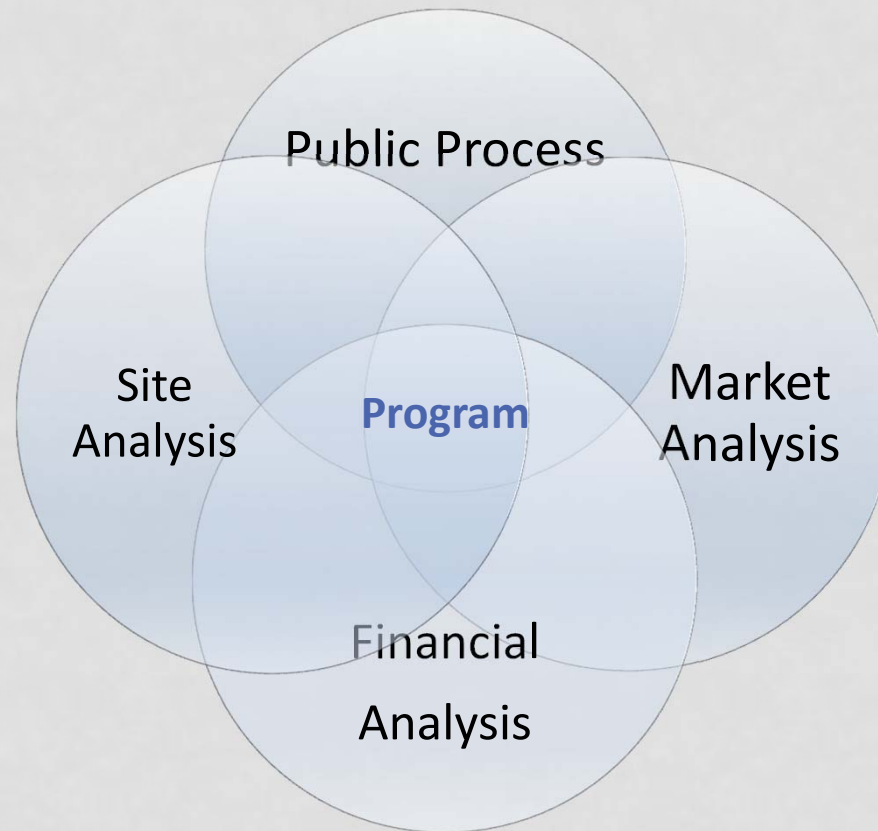 Public Process
Site
Analysis
Program
Market
Analysis
Financial
Analysis